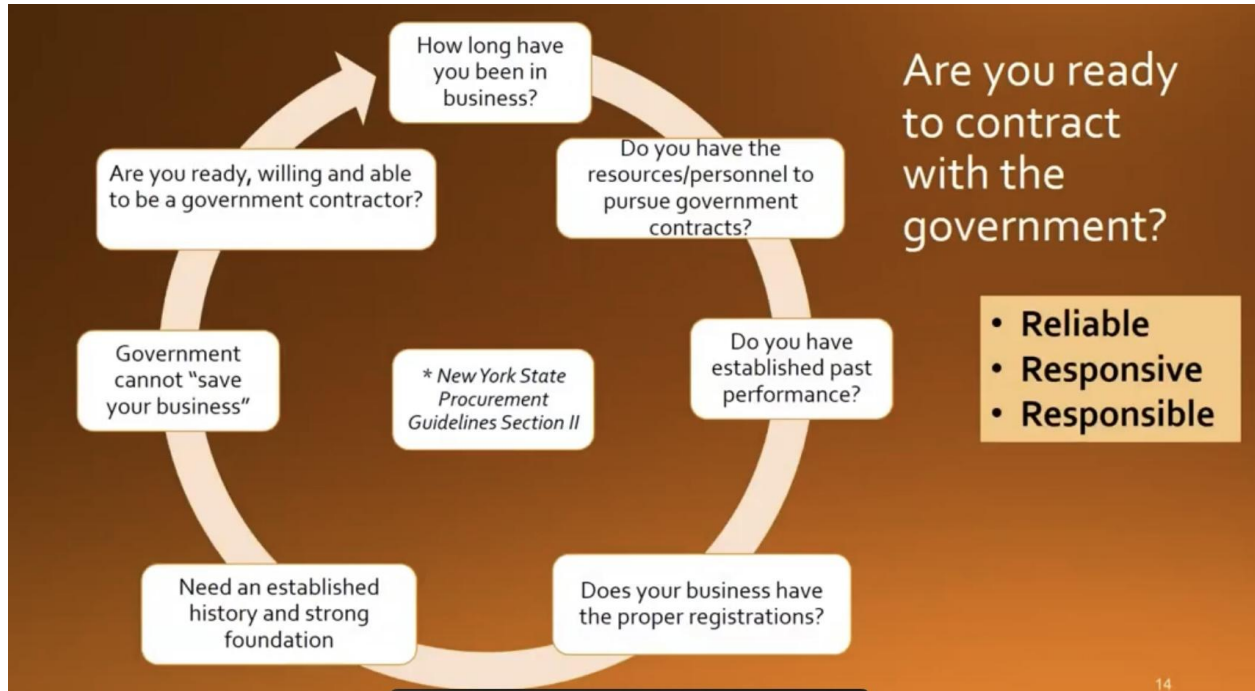 How long have
you been in
business?
Do you have the
resources/personnel to
pursue government
contracts?
Do you have
established past
performance?
Does your business have
the proper registrations?
Need an established
history and strong
foundation
Government
cannot “save
your business”
Are you ready, willing and able
to be a government contractor?
* New York State
Procurement
Guidelines Section II
Are you ready
to contract
with the
government?
• Reliable
• Responsive
• Responsible
14